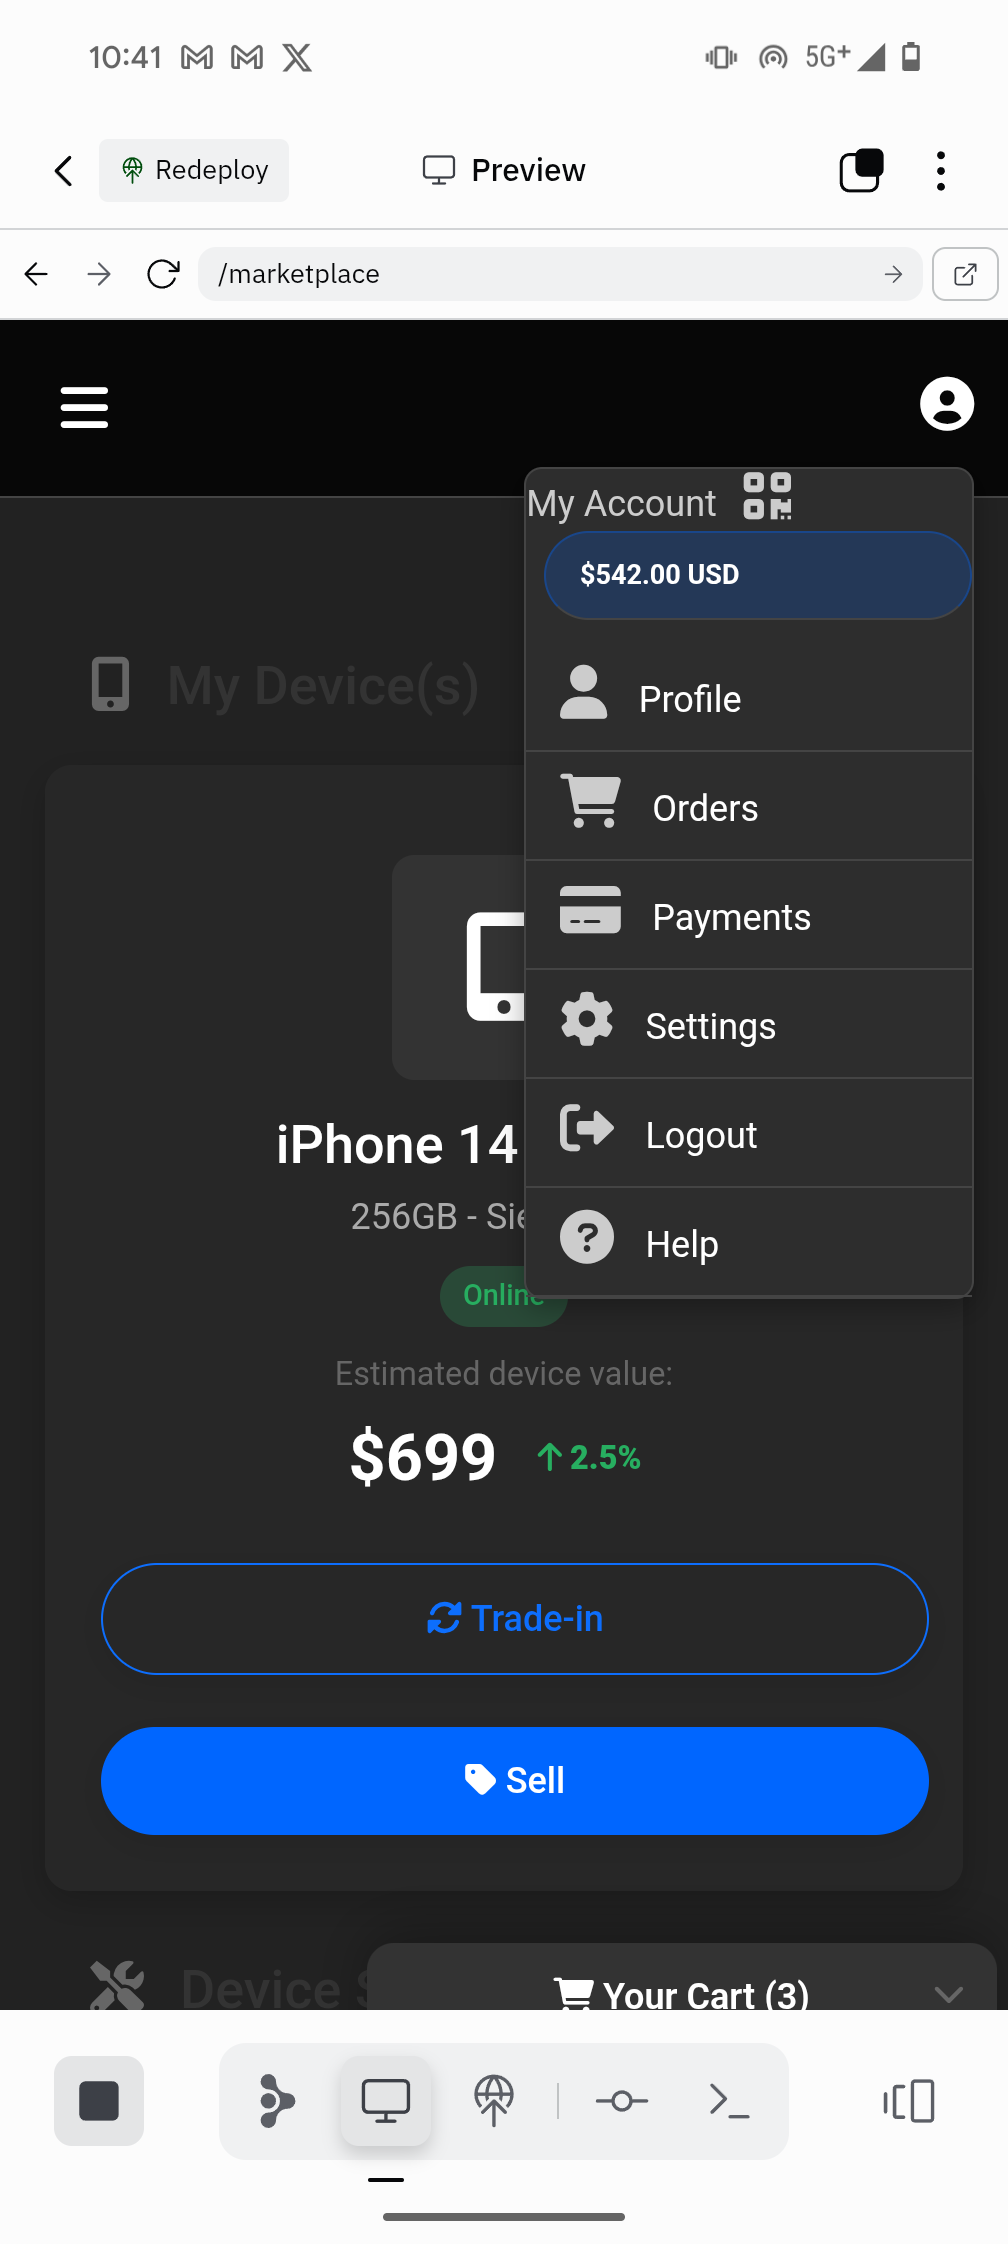 10:41
5G+
Redeploy
Preview
/marketplace
My Account
$542.00 USD
My Device(s)
Profile
Orders
Payments
Settings
Logout
Help
iPhone 14
256GB - Sie
Online
Estimated device value:
$699
2.5%
Trade-in
Sell
Device S
Your Cart (3)